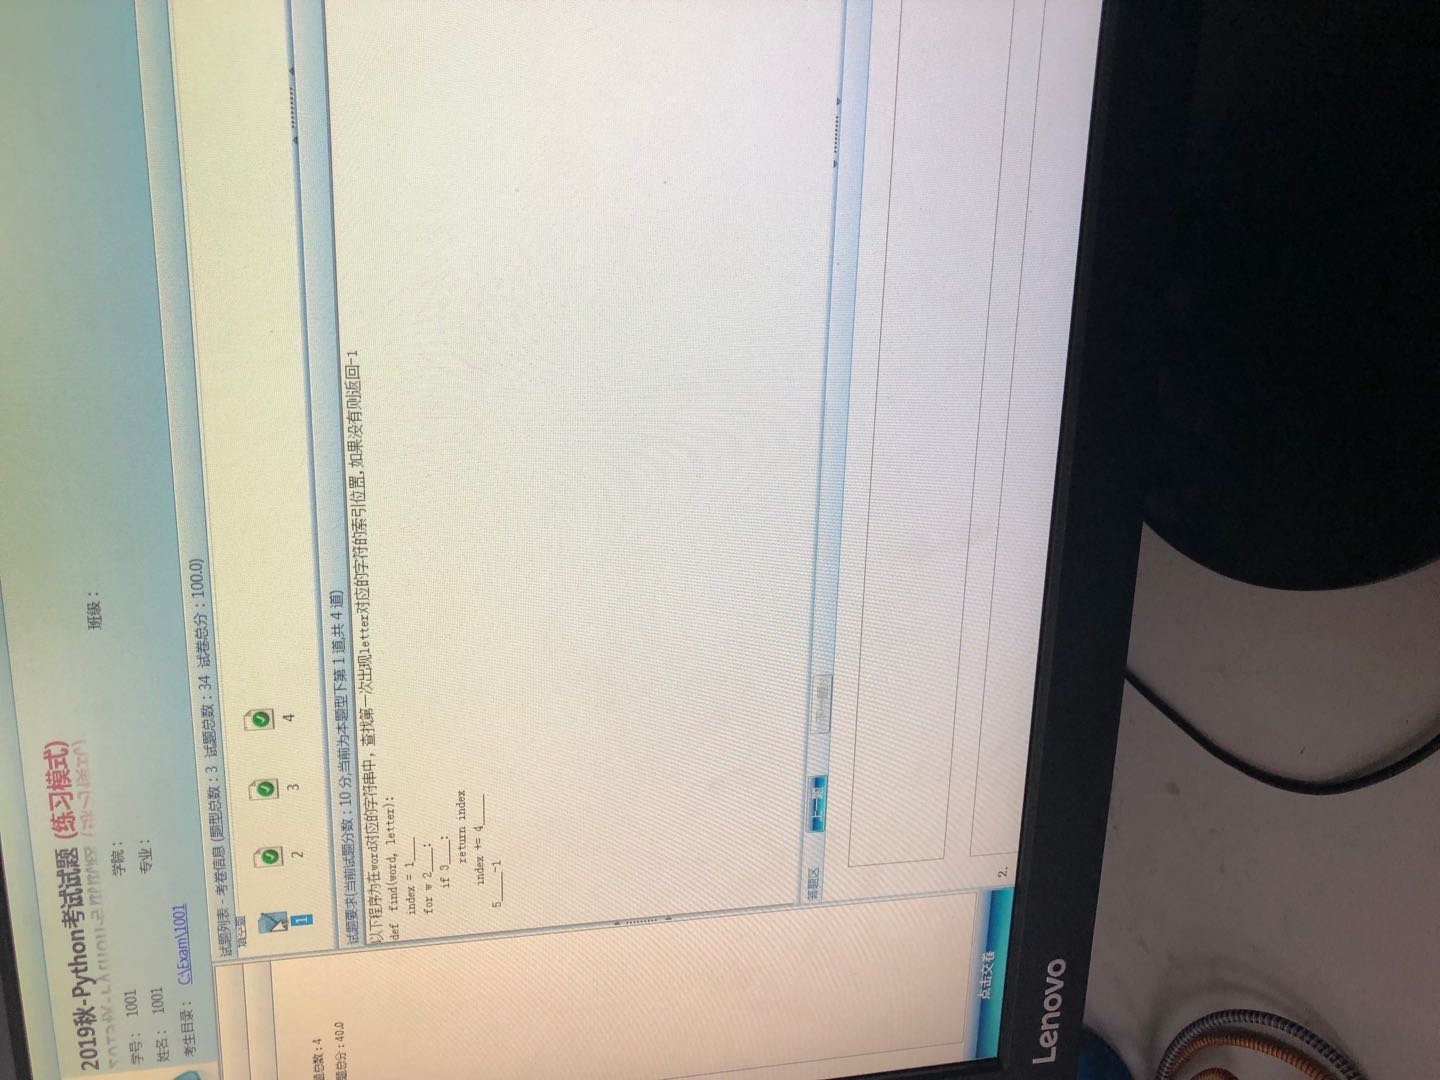 2019秋-Python考试试题 (练习模式)
学号： 1001
学院：
班级：
姓名： 1001
专业：
考生目录： C:\Exam\1001
试题列表 - 考卷信息 (题型总数：3 试题总数：34 试卷总分：100.0)
填空题
1
2
3
4
题总数：4
题总分：40.0
试题要求(当前试题分数：10 分,当前为本题型下第 1 道,共 4 道)
以下程序为在word对应的字符串中，查找第一次出现letter对应的字符的索引位置,如果没有则返回-1
def find(word, letter):
    index = 1____
    for w 2____:
        if 3____:
            return index
        index += 4_____
    5_____-1
答题区
上一题
下一题
2.
点击交卷
Lenovo